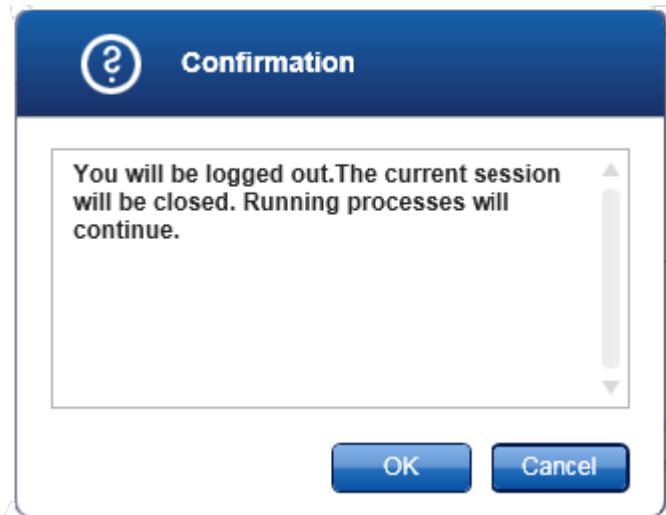 Confirmation
You will be logged out.The current session
will be closed. Running processes will
continue.
OK
Cancel